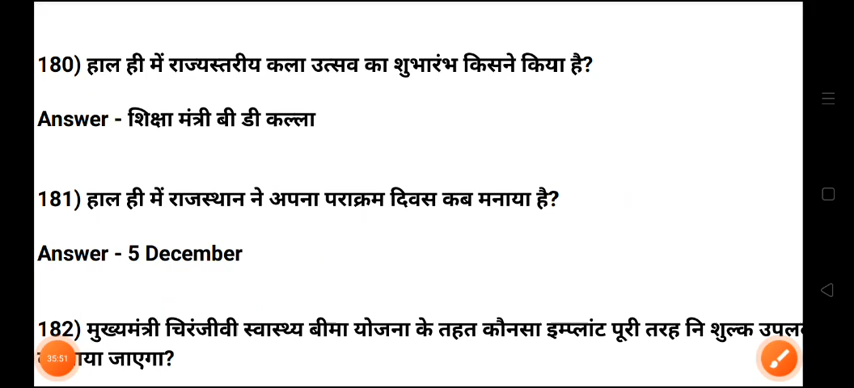 180) हाल ही में राज्यस्तरीय कला उत्सव का शुभारंभ किसने किया है?
Answer - शिक्षा मंत्री बी डी कल्ला
181) हाल ही में राजस्थान ने अपना पराक्रम दिवस कब मनाया है?
Answer - 5 December
182) मुख्यमंत्री चिरंजीवी स्वास्थ्य बीमा योजना के तहत कौनसा इम्प्लांट पूरी तरह नि शुल्क
जाएगा?
35:51